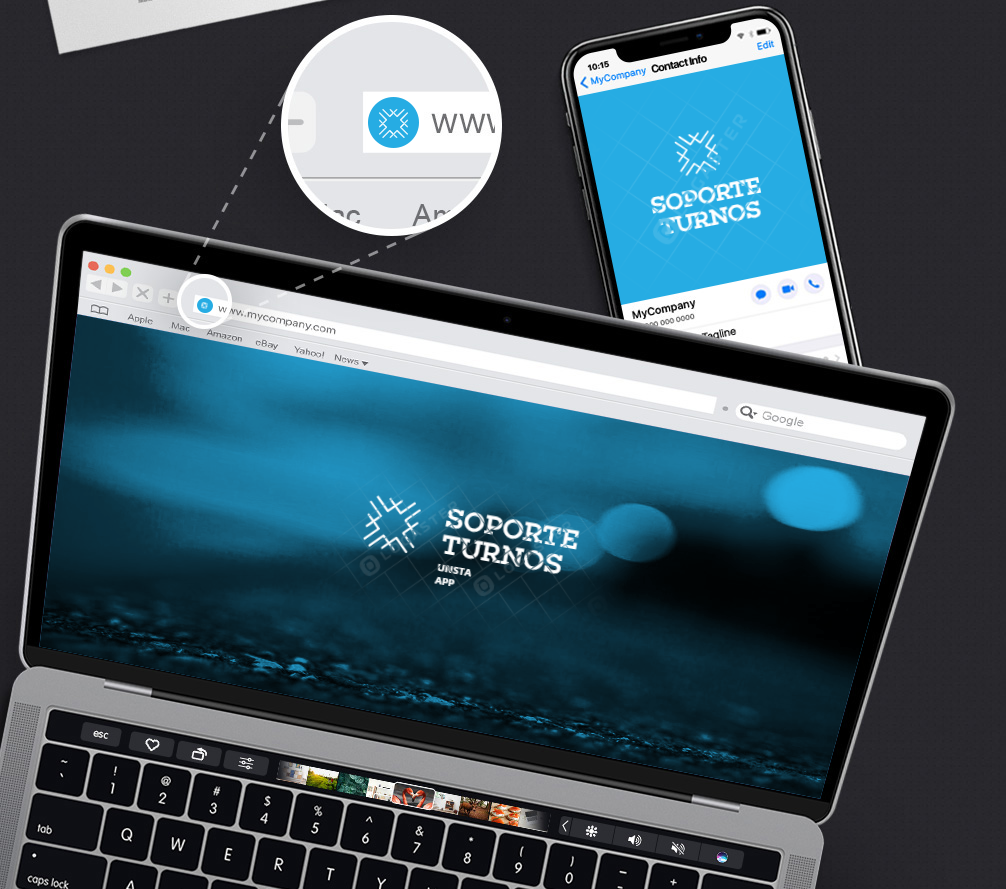 www
Mac
Am
10:15
MyCompany
Contact Info
Edit
SOPORTE
TURNOS
MyCompany
000 000 0000
Tagline
www.mycompany.com
Google
Apple
Mac
Amazon
eBay
Yahoo!
News
SOPORTE
TURNOS
UNSTA
APP
esc
~ ! @ # $ % ^ & * ( ) _ +
` 1 2 3 4 5 6 7 8 9 0
tab Q W E R T Y
caps lock A